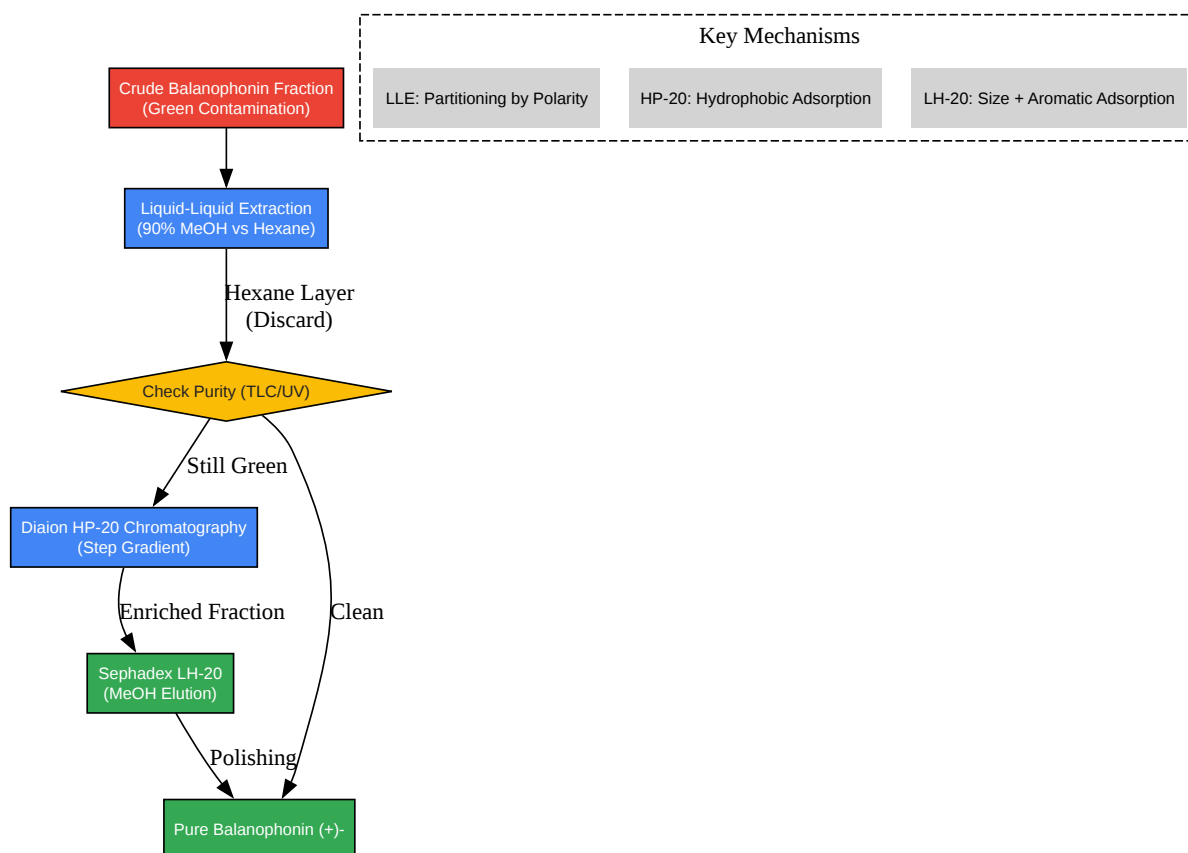 Key Mechanisms
LLE: Partitioning by Polarity
HP-20: Hydrophobic Adsorption
LH-20: Size + Aromatic Adsorption
Crude Balanophonin Fraction
(Green Contamination)
Liquid-Liquid Extraction
(90% MeOH vs Hexane)
Hexane Layer
(Discard)
Check Purity (TLC/UV)
Still Green
Diaion HP-20 Chromatography
(Step Gradient)
Enriched Fraction
Clean
Sephadex LH-20
(MeOH Elution)
Polishing
Pure Balanophonin (+)-